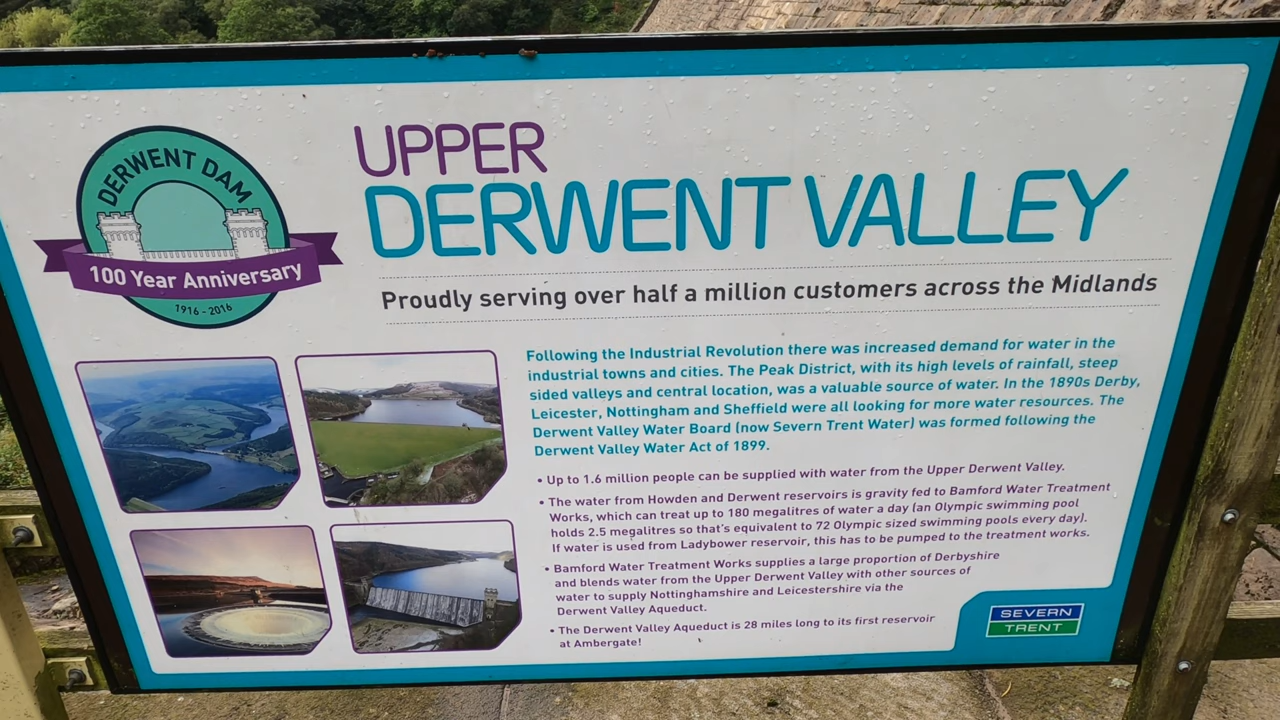 DERWENT DAM
100 Year Anniversary
1916 - 2016
UPPER
DERWENT VALLEY
Proudly serving over half a million customers across the Midlands
Following the Industrial Revolution there was increased demand for water in the
industrial towns and cities. The Peak District, with its high levels of rainfall, steep
sided valleys and central location, was a valuable source of water. In the 1890s Derby,
Leicester, Nottingham and Sheffield were all looking for more water resources. The
Derwent Valley Water Board (now Severn Trent Water) was formed following the
Derwent Valley Water Act of 1899.
• Up to 1.6 million people can be supplied with water from the Upper Derwent Valley.
• The water from Howden and Derwent reservoirs is gravity fed to Bamford Water Treatment
Works, which can treat up to 180 megalitres of water a day (an Olympic swimming pool
holds 2.5 megalitres so that's equivalent to 72 Olympic sized swimming pools every day).
If water is used from Ladybower reservoir, this has to be pumped to the treatment works.
• Bamford Water Treatment Works supplies a large proportion of Derbyshire
and blends water from the Upper Derwent Valley with other sources of
water to supply Nottinghamshire and Leicestershire via the
Derwent Valley Aqueduct.
• The Derwent Valley Aqueduct is 28 miles long to its first reservoir
at Ambergate!
SEVERN
TRENT